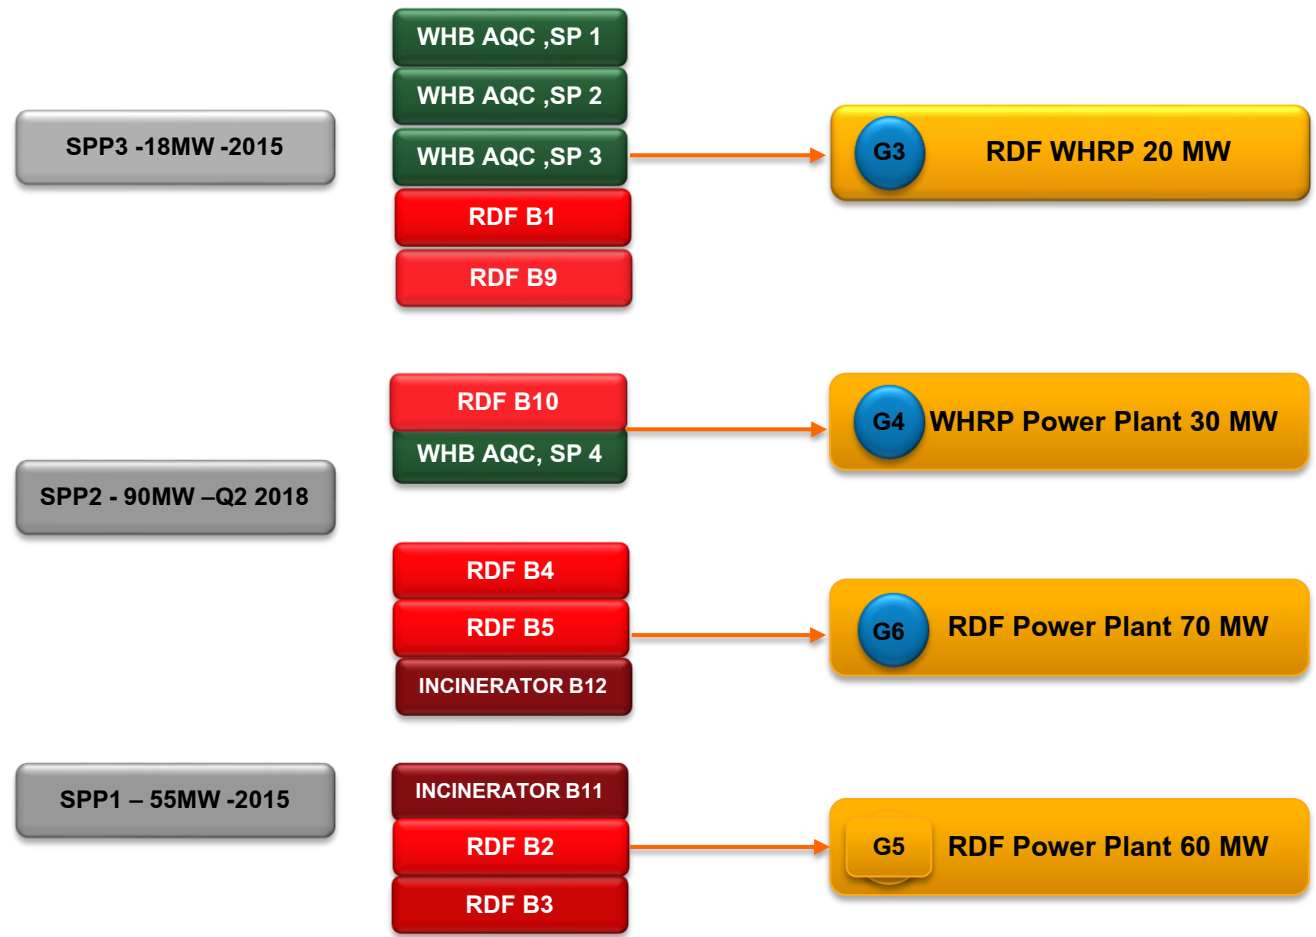 WHB AQC ,SP 1
WHB AQC ,SP 2
SPP3 -18MW -2015
WHB AQC ,SP 3
G3
RDF WHRP 20 MW
RDF B1
RDF B9
RDF B10
G4
WHRP Power Plant 30 MW
WHB AQC, SP 4
SPP2 - 90MW –Q2 2018
RDF B4
RDF B5
G6
RDF Power Plant 70 MW
INCINERATOR B12
SPP1 – 55MW -2015
INCINERATOR B11
RDF B2
G5
RDF Power Plant 60 MW
RDF B3